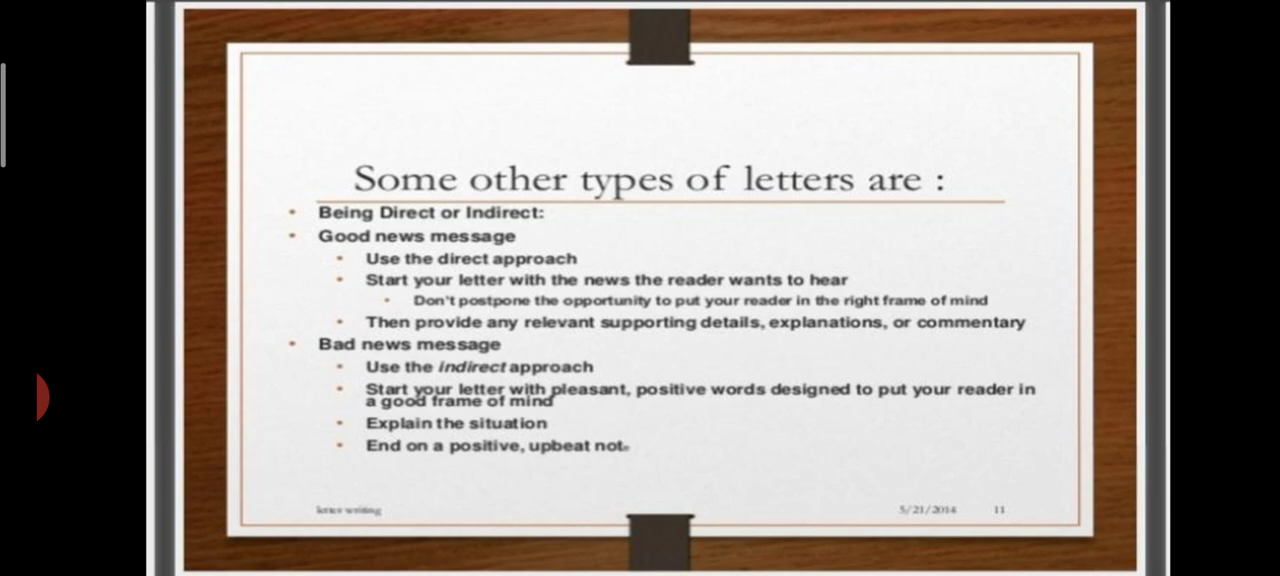 Some other types of letters are :
• Being Direct or Indirect:
• Good news message
• Use the direct approach
• Start your letter with the news the reader wants to hear
• Don't postpone the opportunity to put your reader in the right frame of mind
• Then provide any relevant supporting details, explanations, or commentary
• Bad news message
• Use the indirect approach
• Start your letter with pleasant, positive words designed to put your reader in
a good frame of mind
• Explain the situation
• End on a positive, upbeat note
letter writing 5/21/2014 11